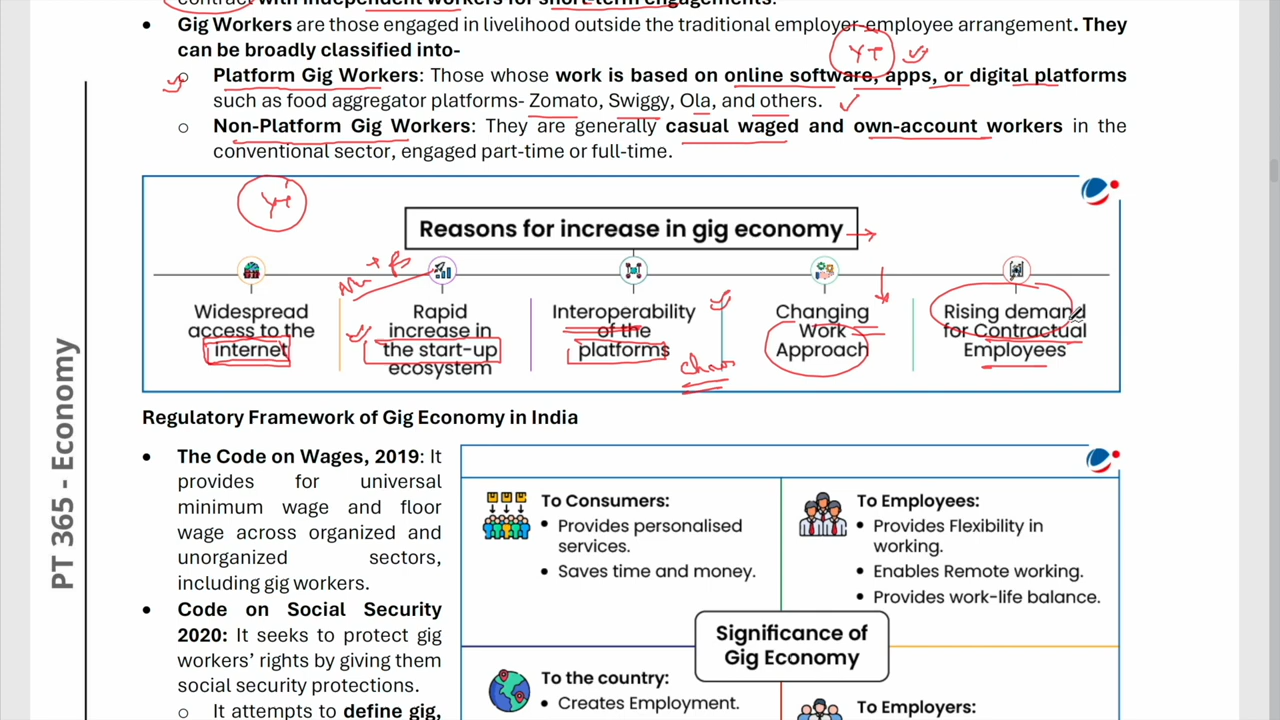 contract with independent workers for short-term engagements.
• Gig Workers are those engaged in livelihood outside the traditional employer-employee arrangement. They
can be broadly classified into-
○ Platform Gig Workers: Those whose work is based on online software, apps, or digital platforms
such as food aggregator platforms- Zomato, Swiggy, Ola, and others.
○ Non-Platform Gig Workers: They are generally casual waged and own-account workers in the
conventional sector, engaged part-time or full-time.
YT
YT
Reasons for increase in gig economy
Widespread
access to the
internet
Rapid
increase in
the start-up
ecosystem
Interoperability
of the
platforms
Changing
Work
Approach
Rising demand
for Contractual
Employees
Regulatory Framework of Gig Economy in India
• The Code on Wages, 2019: It
provides for universal
minimum wage and floor
wage across organized and
unorganized sectors,
including gig workers.
• Code on Social Security
2020: It seeks to protect gig
workers’ rights by giving them
social security protections.
○ It attempts to define gig,
To Consumers:
• Provides personalised
services.
• Saves time and money.
To Employees:
• Provides Flexibility in
working.
• Enables Remote working.
• Provides work-life balance.
Significance of
Gig Economy
To the country:
• Creates Employment.
To Employers:
PT 365 - Economy